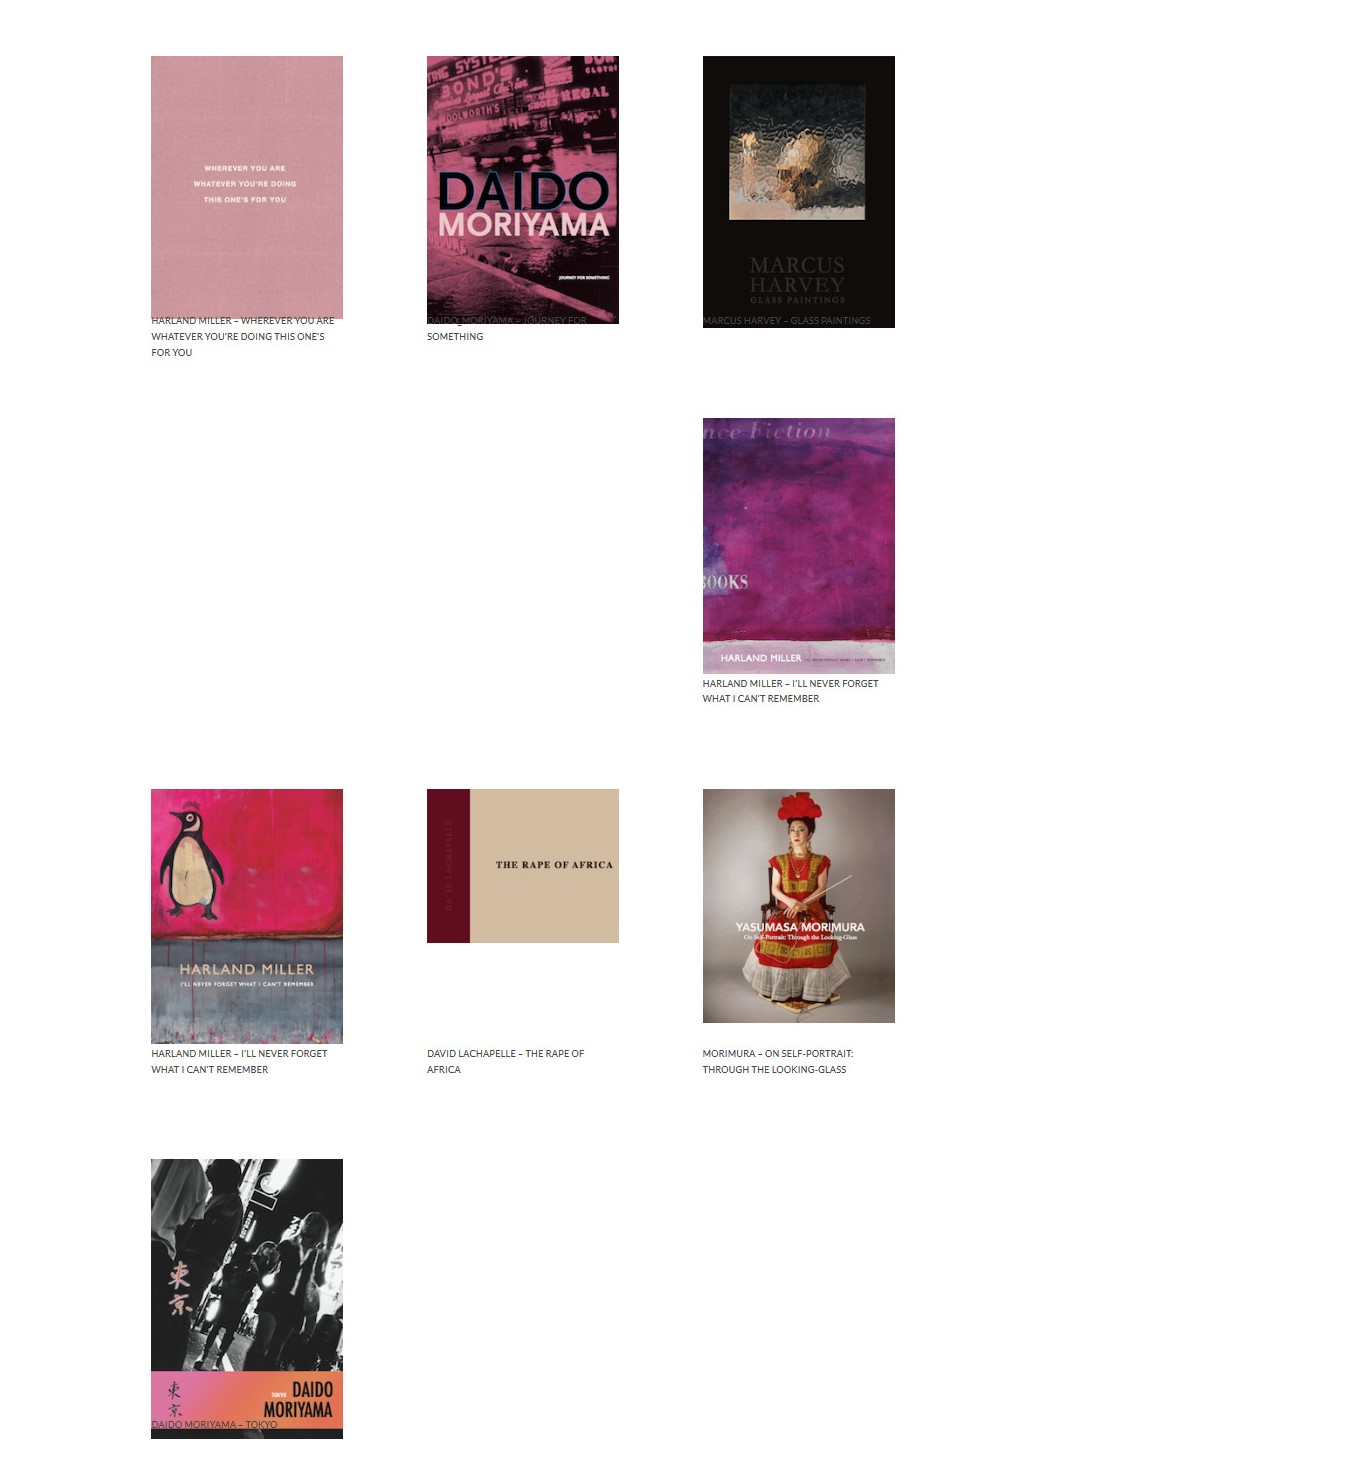 WHEREVER YOU ARE
WHATEVER YOU'RE DOING
THIS ONE'S FOR YOU
HARLAND MILLER – WHEREVER YOU ARE
WHATEVER YOU'RE DOING THIS ONE'S
FOR YOU
BOND'S
WOOLWORTH'S
REGAL
DAIDO
MORIYAMA
JOURNEY FOR SOMETHING
DAIDO MORIYAMA – JOURNEY FOR
SOMETHING
MARCUS
HARVEY
GLASS PAINTINGS
MARCUS HARVEY – GLASS PAINTINGS
nce Fiction
BOOKS
HARLAND MILLER I'LL NEVER FORGET WHAT I CAN'T REMEMBER
HARLAND MILLER – I'LL NEVER FORGET
WHAT I CAN'T REMEMBER
HARLAND MILLER
I'LL NEVER FORGET WHAT I CAN'T REMEMBER
HARLAND MILLER – I'LL NEVER FORGET
WHAT I CAN'T REMEMBER
LACHAPELLE
THE RAPE OF AFRICA
DAVID LACHAPELLE – THE RAPE OF
AFRICA
YASUMASA MORIMURA
On Self-Portrait: Through the Looking-Glass
MORIMURA – ON SELF-PORTRAIT:
THROUGH THE LOOKING-GLASS
東京
東京
TOKYO DAIDO
MORIYAMA
DAIDO MORIYAMA – TOKYO